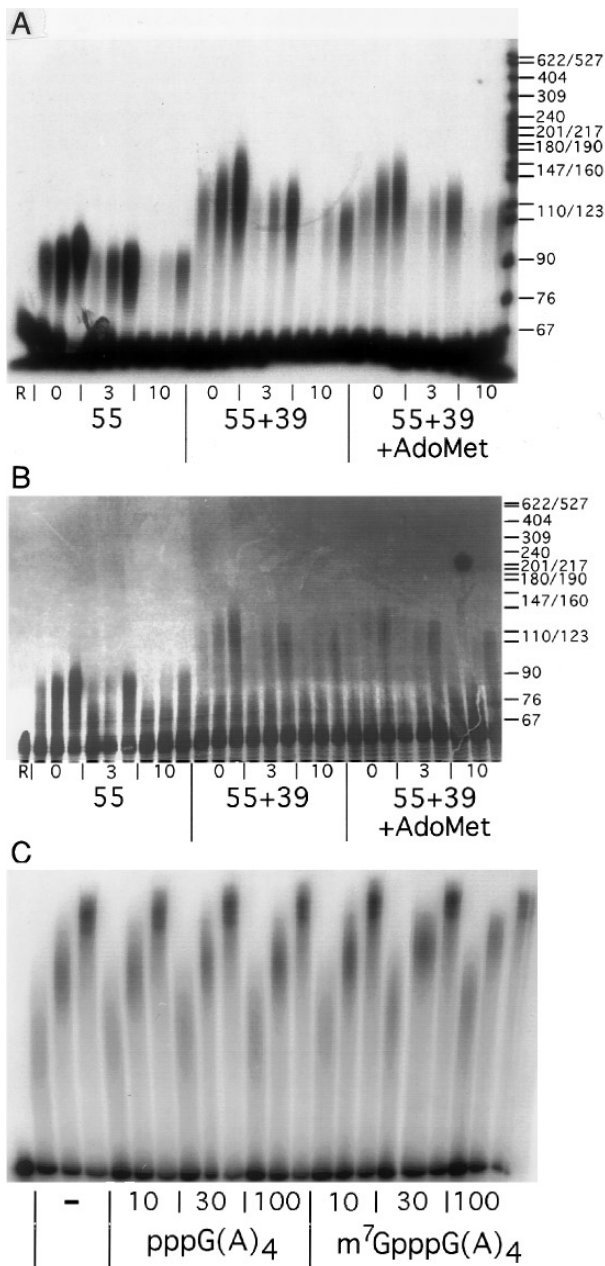 A
622/527
404
309
240
201/217
180/190
147/160
110/123
90
76
67
R | 0 | 3 | 10 | 0 | 3 | 10 | 0 | 3 | 10
55 55+39 55+39
+AdoMet
B
622/527
404
309
240
201/217
180/190
147/160
110/123
90
76
67
R | 0 | 3 | 10 | 0 | 3 | 10 | 0 | 3 | 10
55 55+39 55+39
+AdoMet
C
- 10 | 30 | 100 | 10 | 30 | 100
pppG(A)₄ m⁷GpppG(A)₄